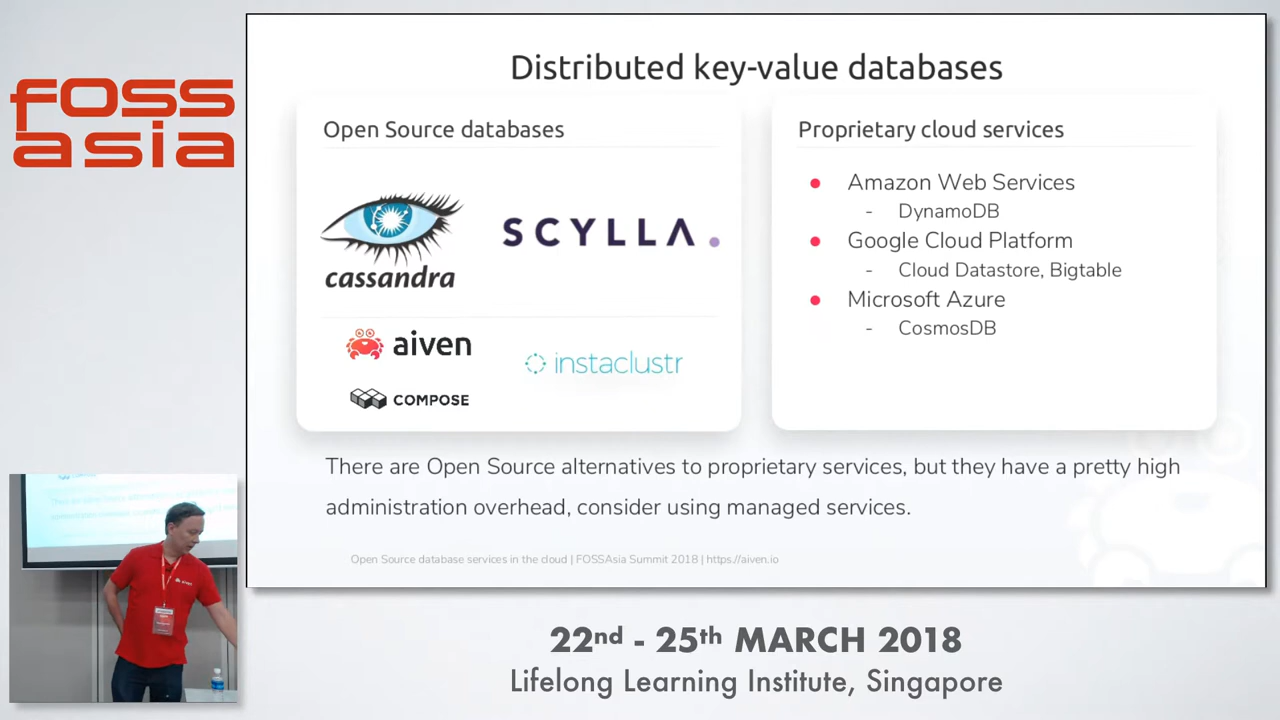 foss
asia
Distributed key-value databases
Open Source databases
cassandra
SCYLLA.
aiven
instaclustr
COMPOSE
Proprietary cloud services
● Amazon Web Services
- DynamoDB
● Google Cloud Platform
- Cloud Datastore, Bigtable
● Microsoft Azure
- CosmosDB
There are Open Source alternatives to proprietary services, but they have a pretty high
administration overhead, consider using managed services.
Open Source database services in the cloud | FOSSAsia Summit 2018 | https://aiven.io
22nd - 25th MARCH 2018
Lifelong Learning Institute, Singapore